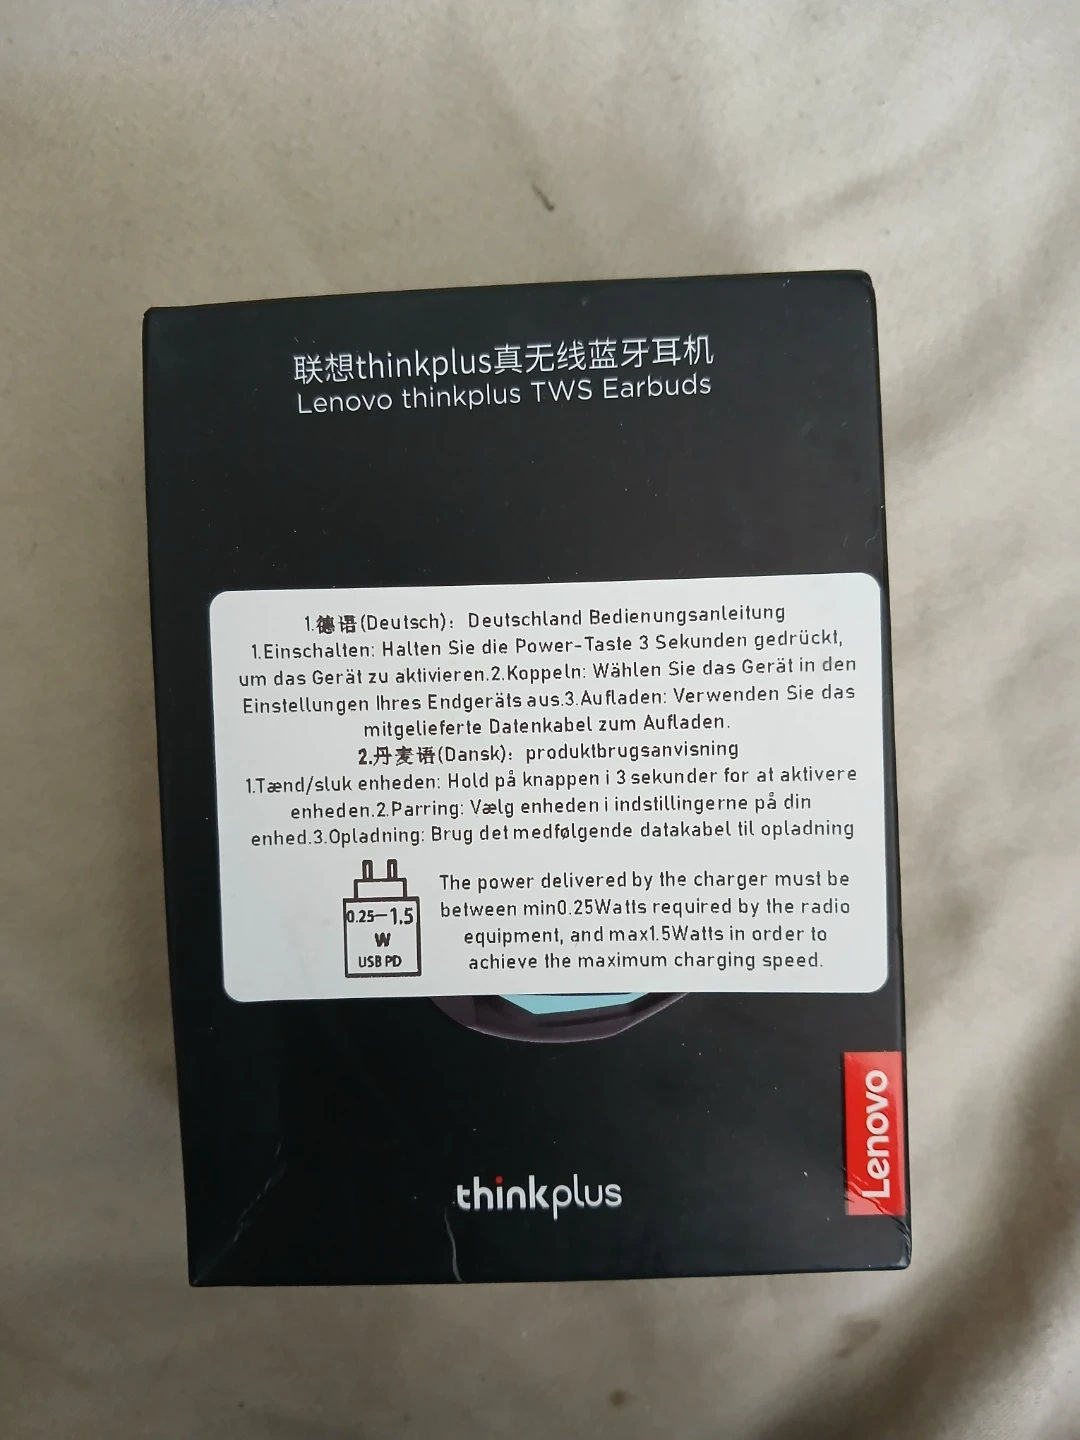 联想thinkplus真无线蓝牙耳机
Lenovo thinkplus TWS Earbuds
1.德语(Deutsch)：Deutschland Bedienungsanleitung
1.Einschalten: Halten Sie die Power-Taste 3 Sekunden gedrückt,
um das Gerät zu aktivieren.2.Koppeln: Wählen Sie das Gerät in den
Einstellungen Ihres Endgeräts aus.3.Aufladen: Verwenden Sie das
mitgelieferte Datenkabel zum Aufladen.
2.丹麦语(Dansk)：produktbrugsanvisning
1.Tænd/sluk enheden: Hold på knappen i 3 sekunder for at aktivere
enheden.2.Parring: Vælg enheden i indstillingerne på din
enhed.3.Opladning: Brug det medfølgende datakabel til opladning
0.25–1.5
W
USB PD
The power delivered by the charger must be
between min0.25Watts required by the radio
equipment, and max1.5Watts in order to
achieve the maximum charging speed.
Lenovo
thinkplus